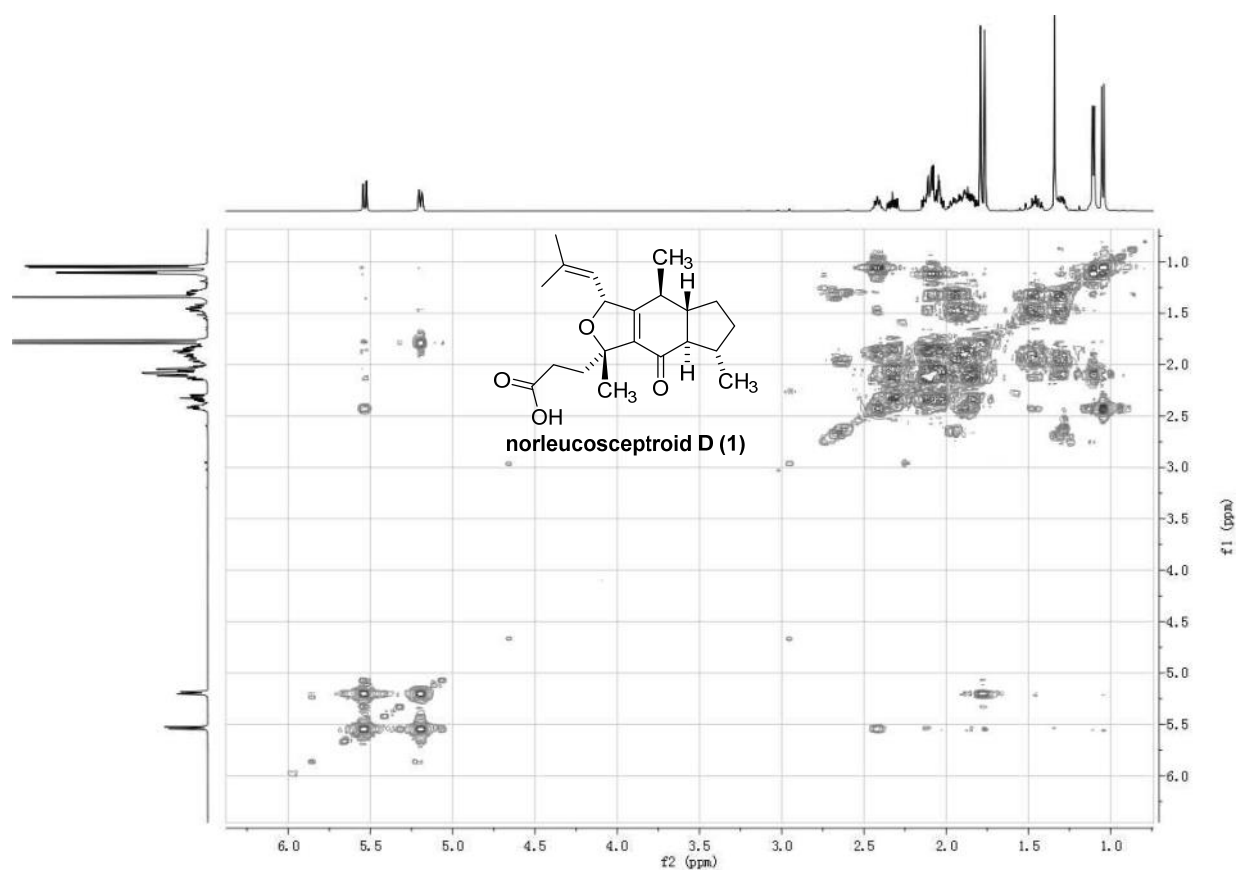 CH₃
H
O
O
OH
CH₃
O
H
CH₃
norleucosceptroid D (1)
1.0
1.5
2.0
2.5
3.0
3.5
4.0
4.5
5.0
5.5
6.0
f1 (ppm)
6.0 5.5 5.0 4.5 4.0 3.5 3.0 2.5 2.0 1.5 1.0
f2 (ppm)